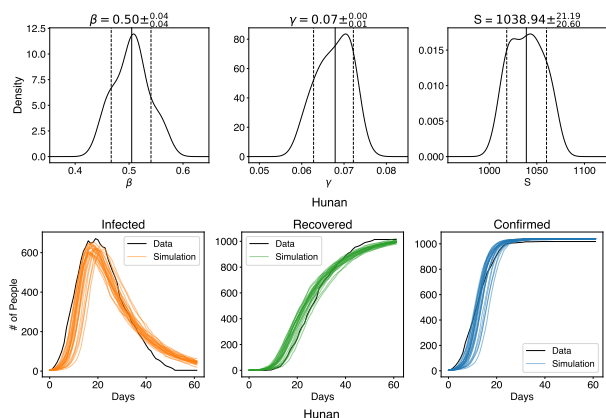 β = 0.50±0.04 0.04
γ = 0.07±0.00 0.01
S = 1038.94±21.19 20.60
Density
12.5
10.0
7.5
5.0
2.5
0.0
0.4
0.5
0.6
β
80
60
40
20
0
0.05
0.06
0.07
0.08
γ
0.015
0.010
0.005
0.000
1000
1050
1100
S
Hunan
Infected
Recovered
Confirmed
# of People
600
400
200
0
0
20
40
60
Days
Data
Simulation
1000
800
600
400
200
0
0
20
40
60
Days
Data
Simulation
1000
800
600
400
200
0
0
20
40
60
Days
Data
Simulation
Hunan